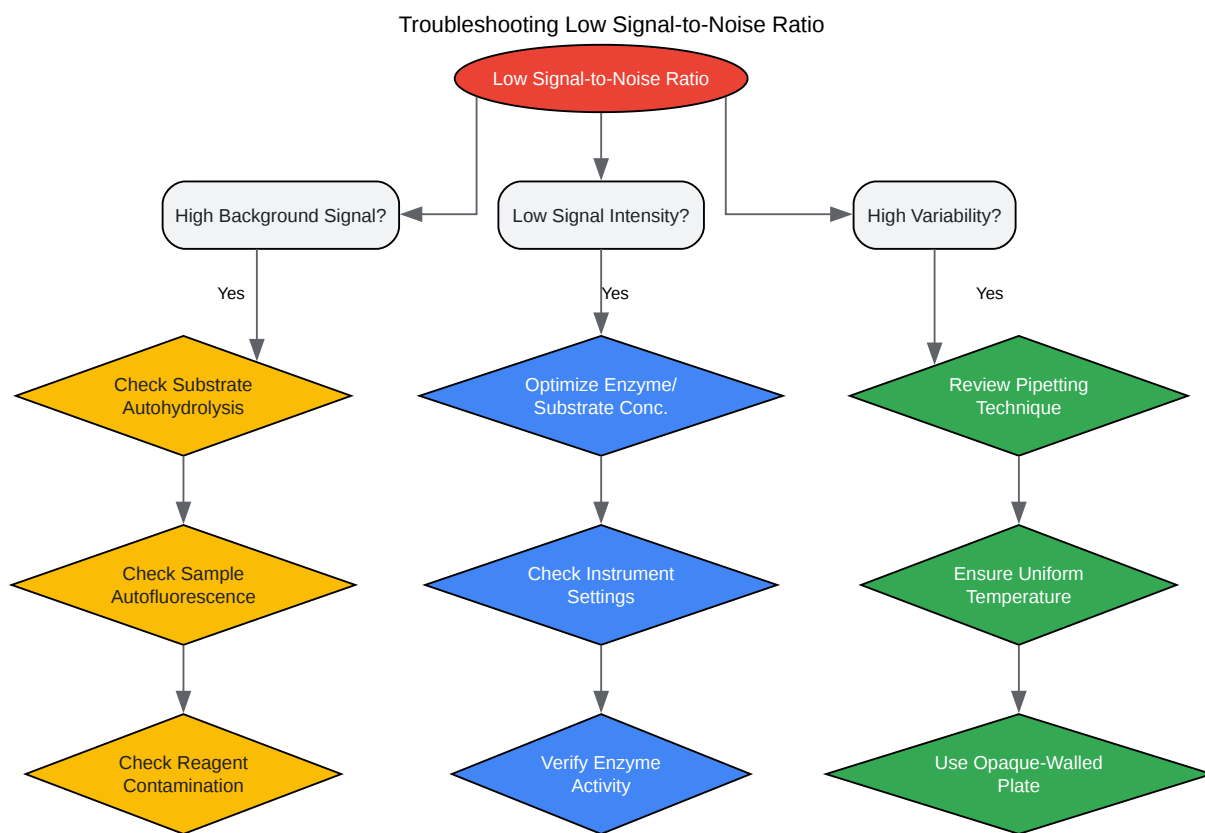 Troubleshooting Low Signal-to-Noise Ratio
Low Signal-to-Noise Ratio
High Background Signal?
Low Signal Intensity?
High Variability?
Yes
Yes
Yes
Check Substrate
Autohydrolysis
Optimize Enzyme/
Substrate Conc.
Review Pipetting
Technique
Check Sample
Autofluorescence
Check Instrument
Settings
Ensure Uniform
Temperature
Check Reagent
Contamination
Verify Enzyme
Activity
Use Opaque-Walled
Plate